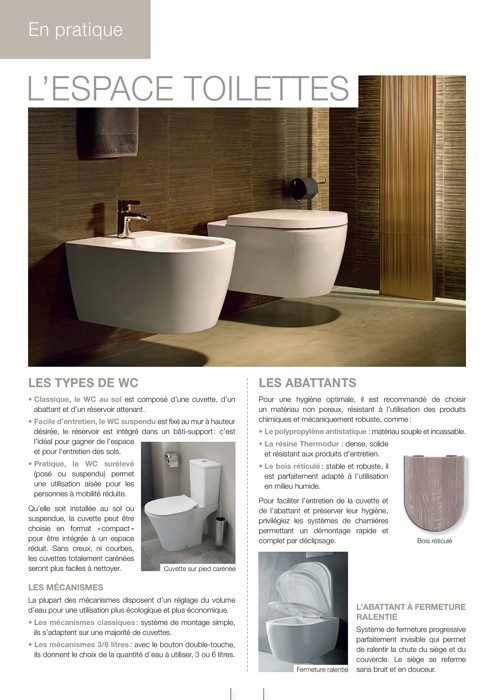 En pratique
L'ESPACE TOILETTES
LES TYPES DE WC
• Classique, le WC au sol est composé d'une cuvette, d'un
abattant et d'un réservoir attenant.
• Facile d'entretien, le WC suspendu est fixé au mur à hauteur
désirée, le réservoir est intégré dans un bâti-support : c'est
l'idéal pour gagner de l'espace
et pour l'entretien des sols.
• Pratique, le WC surélevé
(posé ou suspendu) permet
une utilisation aisée pour les
personnes à mobilité réduite.
Qu'elle soit installée au sol ou
suspendue, la cuvette peut être
choisie en format « compact »
pour être intégrée à un espace
réduit. Sans creux, ni courbes,
les cuvettes totalement carénées
seront plus faciles à nettoyer.
Cuvette sur pied carénée
LES MÉCANISMES
La plupart des mécanismes disposent d'un réglage du volume
d'eau pour une utilisation plus écologique et plus économique.
• Les mécanismes classiques : système de montage simple,
ils s'adaptent sur une majorité de cuvettes.
• Les mécanismes 3/6 litres : avec le bouton double-touche,
ils donnent le choix de la quantité d'eau à utiliser, 3 ou 6 litres.
LES ABATTANTS
Pour une hygiène optimale, il est recommandé de choisir
un matériau non poreux, résistant à l'utilisation des produits
chimiques et mécaniquement robuste, comme :
• Le polypropylène antistatique : matériau souple et incassable.
• La résine Thermodur : dense, solide
et résistant aux produits d'entretien.
• Le bois réticulé : stable et robuste, il
est parfaitement adapté à l'utilisation
en milieu humide.
Pour faciliter l'entretien de la cuvette et
de l'abattant et préserver leur hygiène,
privilégiez les systèmes de charnières
permettant un démontage rapide et
complet par déclipsage.
Bois réticulé
Fermeture ralentie
L'ABATTANT À FERMETURE
RALENTIE
Système de fermeture progressive
parfaitement invisible qui permet
de ralentir la chute du siège et du
couvercle. Le siège se referme
sans bruit et en douceur.